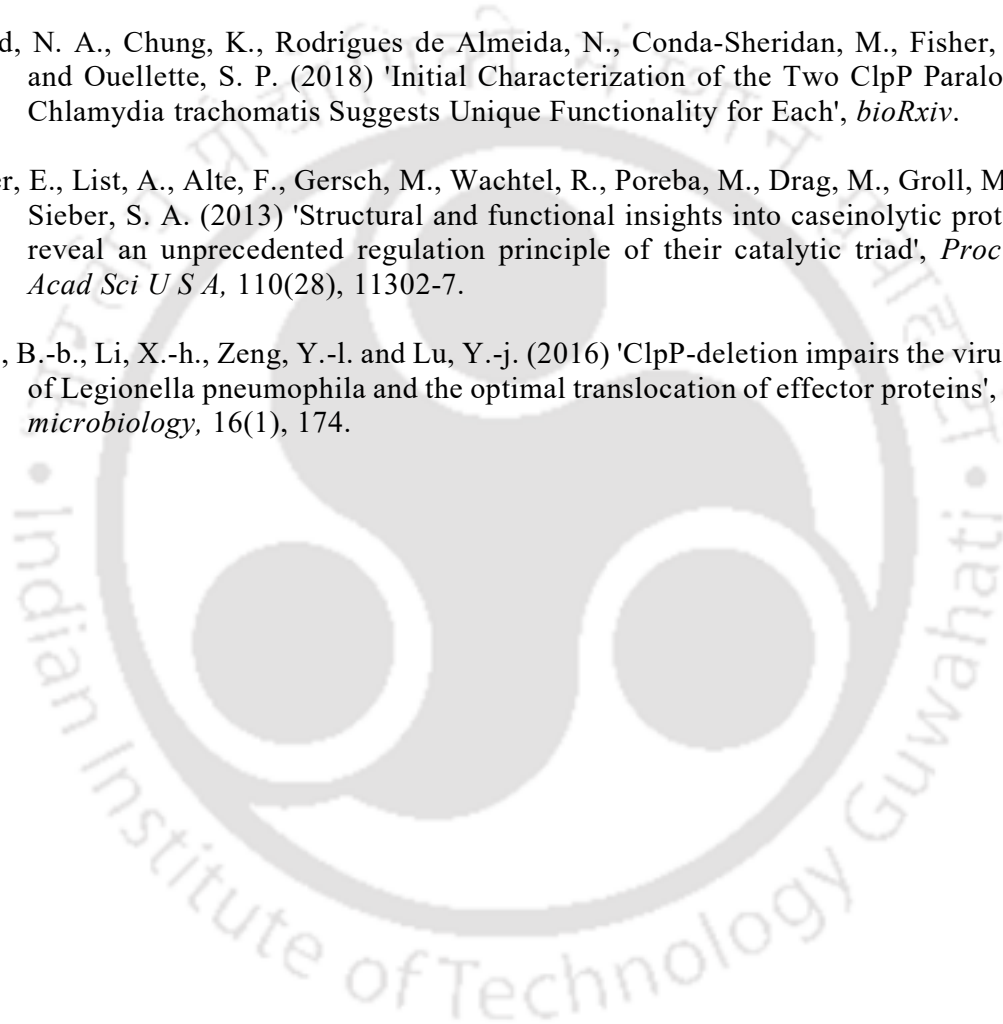 d, N. A., Chung, K., Rodrigues de Almeida, N., Conda-Sheridan, M., Fisher,
and Ouellette, S. P. (2018) 'Initial Characterization of the Two ClpP Paralo
Chlamydia trachomatis Suggests Unique Functionality for Each', bioRxiv.
er, E., List, A., Alte, F., Gersch, M., Wachtel, R., Poreba, M., Drag, M., Groll, M
Sieber, S. A. (2013) 'Structural and functional insights into caseinolytic prot
reveal an unprecedented regulation principle of their catalytic triad', Proc
Acad Sci U S A, 110(28), 11302-7.
, B.-b., Li, X.-h., Zeng, Y.-l. and Lu, Y.-j. (2016) 'ClpP-deletion impairs the viru
of Legionella pneumophila and the optimal translocation of effector proteins',
microbiology, 16(1), 174.
Indian Institute of Technology Guwahati